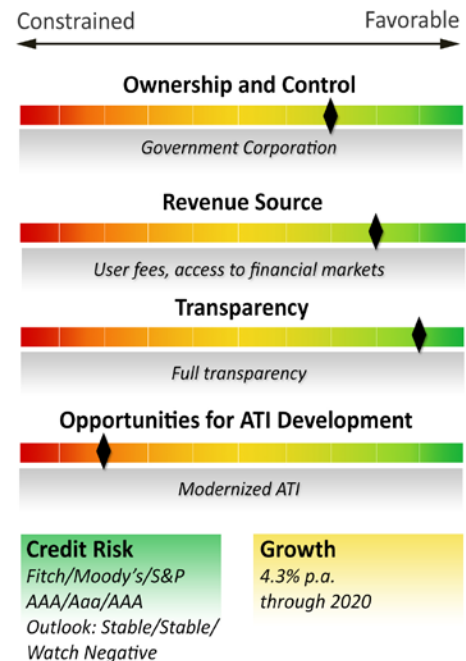 Constrained Favorable
Ownership and Control
Government Corporation
Revenue Source
User fees, access to financial markets
Transparency
Full transparency
Opportunities for ATI Development
Modernized ATI
Credit Risk
Fitch/Moody's/S&P
AAA/Aaa/AAA
Outlook: Stable/Stable/
Watch Negative
Growth
4.3% p.a.
through 2020